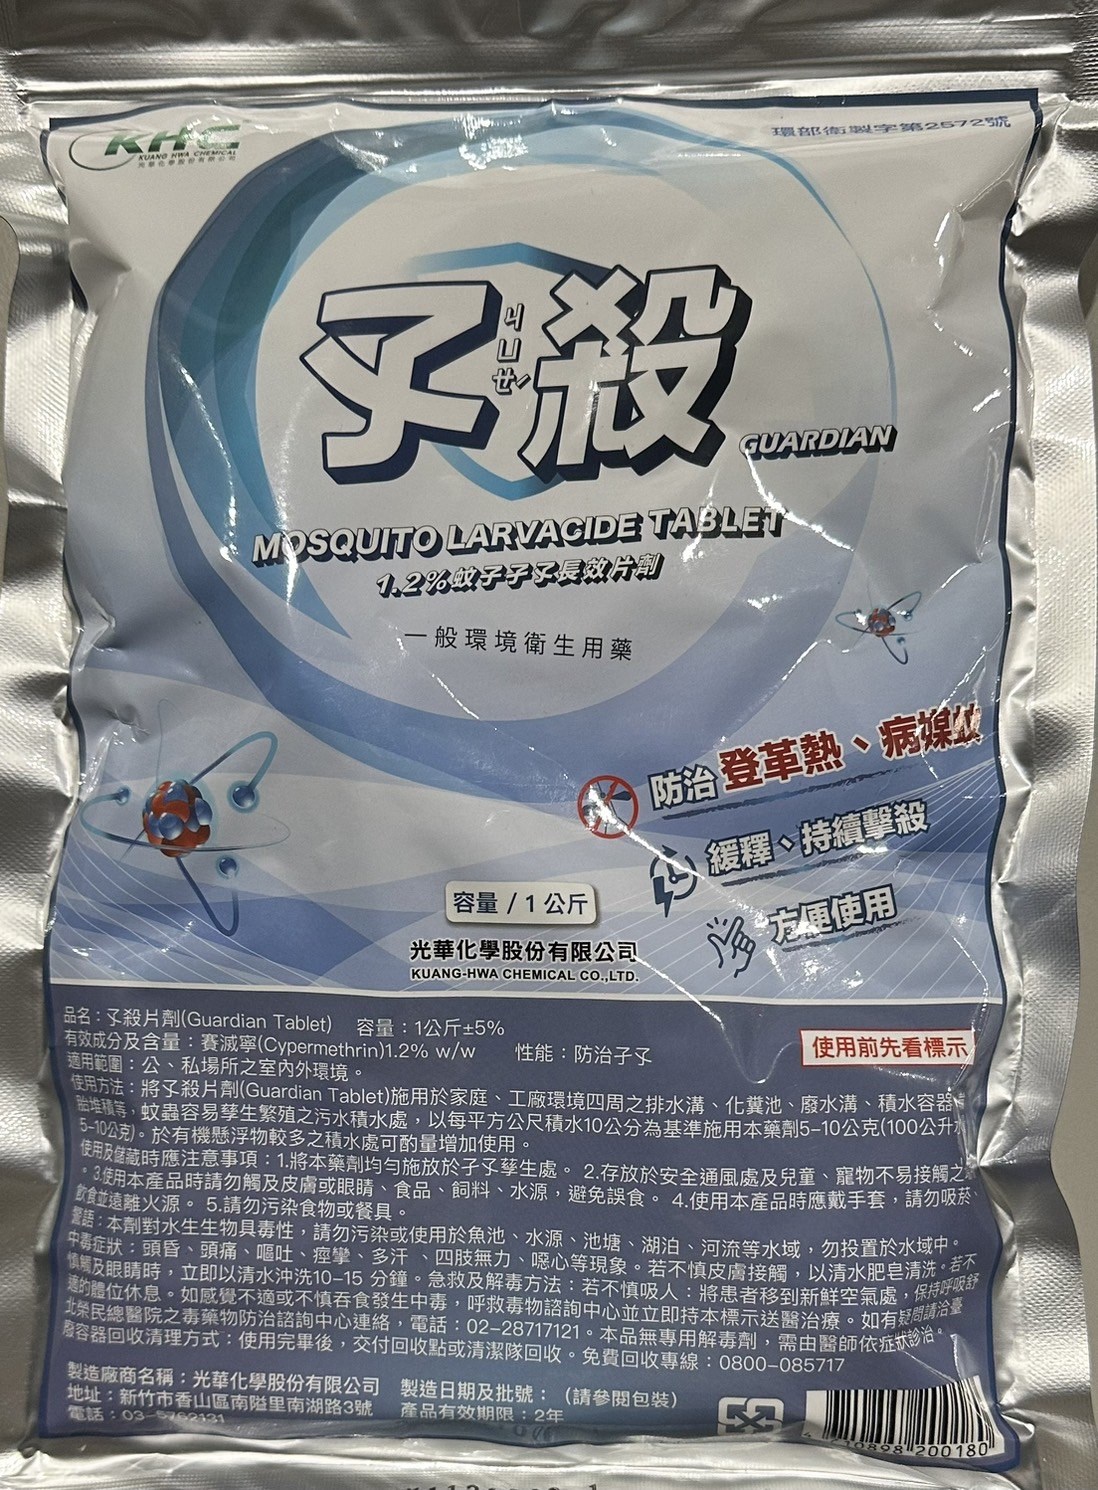 KHC
KUANG HWA CHEMICAL
光華化學股份有限公司
環部衛製字第2572號
孓殺
ㄐㄩㄝˊ
GUARDIAN
MOSQUITO LARVACIDE TABLET
1.2%蚊子孑孓長效片劑
一般環境衛生用藥
防治登革熱、病媒蚊
緩釋、持續擊殺
方便使用
容量 / 1 公斤
光華化學股份有限公司
KUANG-HWA CHEMICAL CO.,LTD.
品名：孓殺片劑(Guardian Tablet) 容量：1公斤±5%
有效成分及含量：賽滅寧(Cypermethrin)1.2% w/w 性能：防治孑孓
使用前先看標示
適用範圍：公、私場所之室內外環境。
使用方法：將孓殺片劑(Guardian Tablet)施用於家庭、工廠環境四周之排水溝、化糞池、廢水溝、積水容器
胎堆積等，蚊蟲容易孳生繁殖之污水積水處，以每平方公尺積水10公分為基準施用本藥劑5-10公克(100公升水
5-10公克)。於有機懸浮物較多之積水處可酌量增加使用。
使用及儲藏時應注意事項：1.將本藥劑均勻施放於孑孓孳生處。 2.存放於安全通風處及兒童、寵物不易接觸之
。3.使用本產品時請勿觸及皮膚或眼睛、食品、飼料、水源，避免誤食。 4.使用本產品時應戴手套，請勿吸菸、
飲食並遠離火源。 5.請勿污染食物或餐具。
警語：本劑對水生生物具毒性，請勿污染或使用於魚池、水源、池塘、湖泊、河流等水域，勿投置於水域中。
中毒症狀：頭昏、頭痛、嘔吐、痙攣、多汗 、四肢無力、噁心等現象。若不慎皮膚接觸，以清水肥皂清洗。若不
慎觸及眼睛時，立即以清水沖洗10-15 分鐘。急救及解毒方法：若不慎吸入：將患者移到新鮮空氣處，保持呼吸舒
適的體位休息。如感覺不適或不慎吞食發生中毒，呼救毒物諮詢中心並立即持本標示送醫治療。如有疑問請洽臺
北榮民總醫院之毒藥物防治諮詢中心連絡，電話：02-28717121。本品無專用解毒劑，需由醫師依症狀診治。
廢容器回收清理方式：使用完畢後，交付回收點或清潔隊回收。免費回收專線：0800-085717
製造廠商名稱：光華化學股份有限公司 製造日期及批號：（請參閱包裝）
地址：新竹市香山區南隘里南湖路3號 產品有效期限：2年
電話：03-5762131
10898 200180